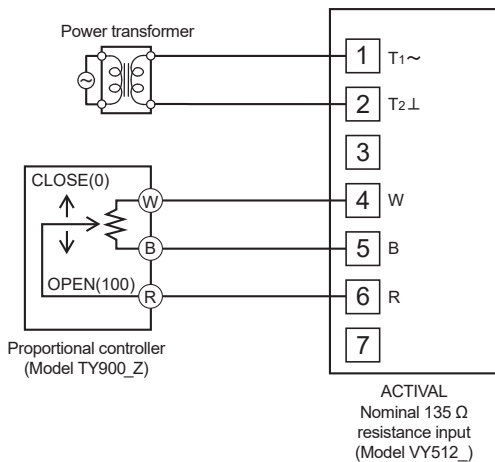 Power transformer
~
1 T1~
2 T2⊥
3
CLOSE(0)
W
4 W
B
5 B
OPEN(100)
R
6 R
7
Proportional controller
(Model TY900_Z)
ACTIVAL
Nominal 135 Ω
resistance input
(Model VY512_)